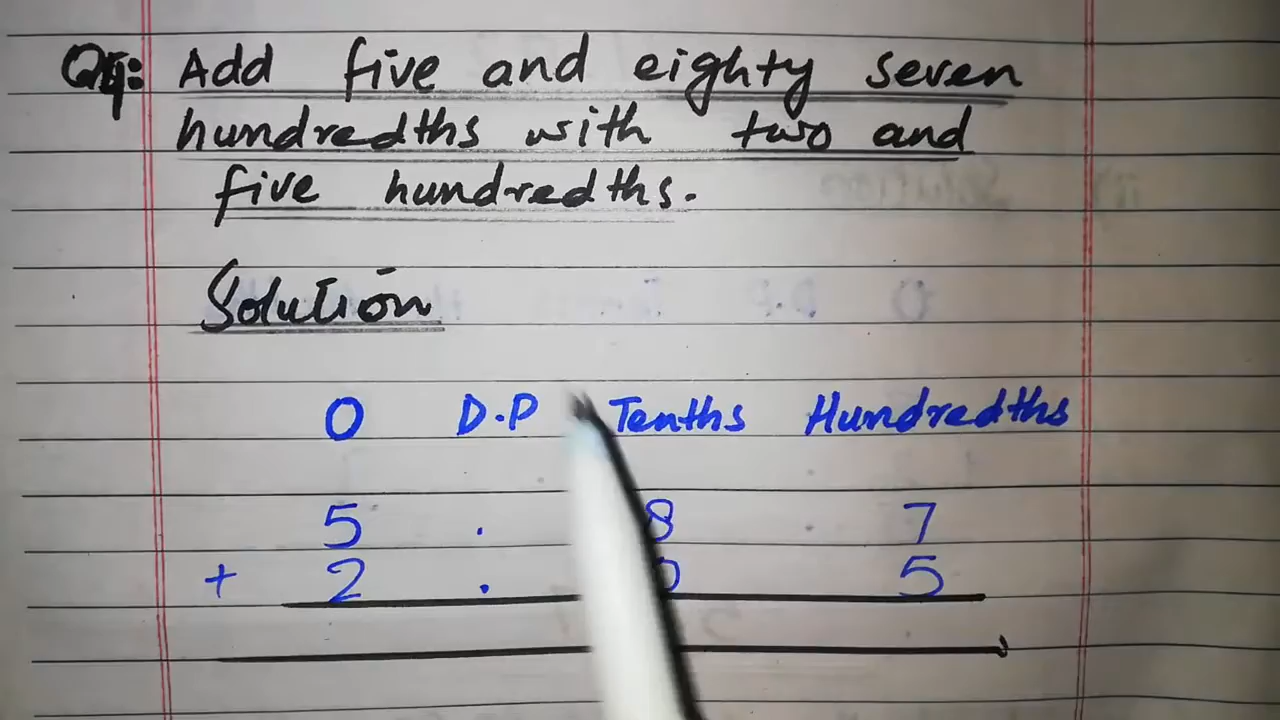 Q4: Add five and eighty seven
hundredths with two and
five hundredths.
Solution
O D.P Tenths Hundredths
5 . 8 7
+ 2 . 0 5